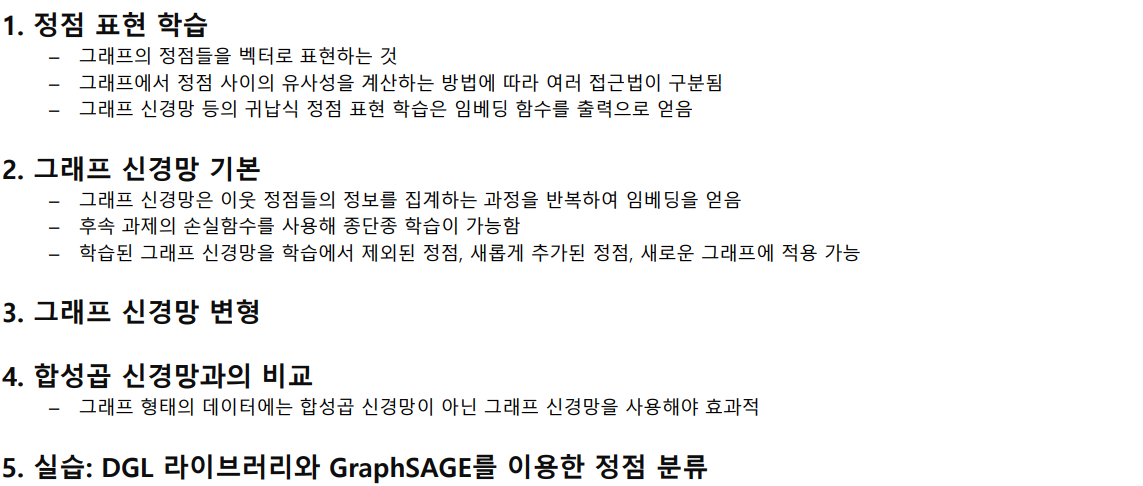 1. 정점 표현 학습
– 그래프의 정점들을 벡터로 표현하는 것
– 그래프에서 정점 사이의 유사성을 계산하는 방법에 따라 여러 접근법이 구분됨
– 그래프 신경망 등의 귀납식 정점 표현 학습은 임베딩 함수를 출력으로 얻음
2. 그래프 신경망 기본
– 그래프 신경망은 이웃 정점들의 정보를 집계하는 과정을 반복하여 임베딩을 얻음
– 후속 과제의 손실함수를 사용해 종단종 학습이 가능함
– 학습된 그래프 신경망을 학습에서 제외된 정점, 새롭게 추가된 정점, 새로운 그래프에 적용 가능
3. 그래프 신경망 변형
4. 합성곱 신경망과의 비교
– 그래프 형태의 데이터에는 합성곱 신경망이 아닌 그래프 신경망을 사용해야 효과적
5. 실습: DGL 라이브러리와 GraphSAGE를 이용한 정점 분류